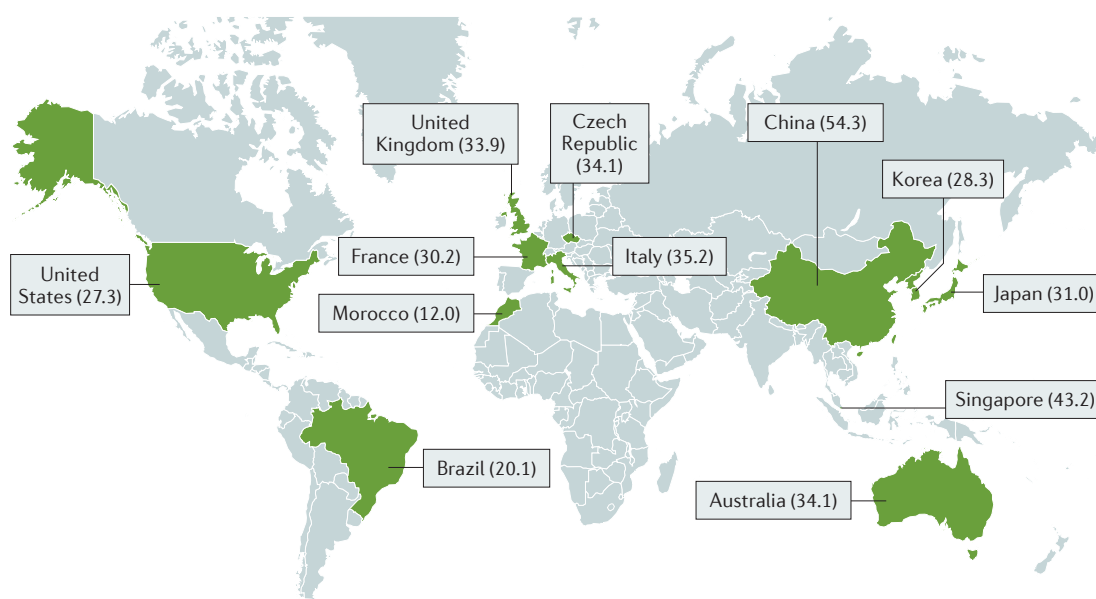 United
Kingdom (33.9)
Czech
Republic
(34.1)
China (54.3)
Korea (28.3)
France (30.2)
Italy (35.2)
United
States (27.3)
Japan (31.0)
Morocco (12.0)
Singapore (43.2)
Brazil (20.1)
Australia (34.1)